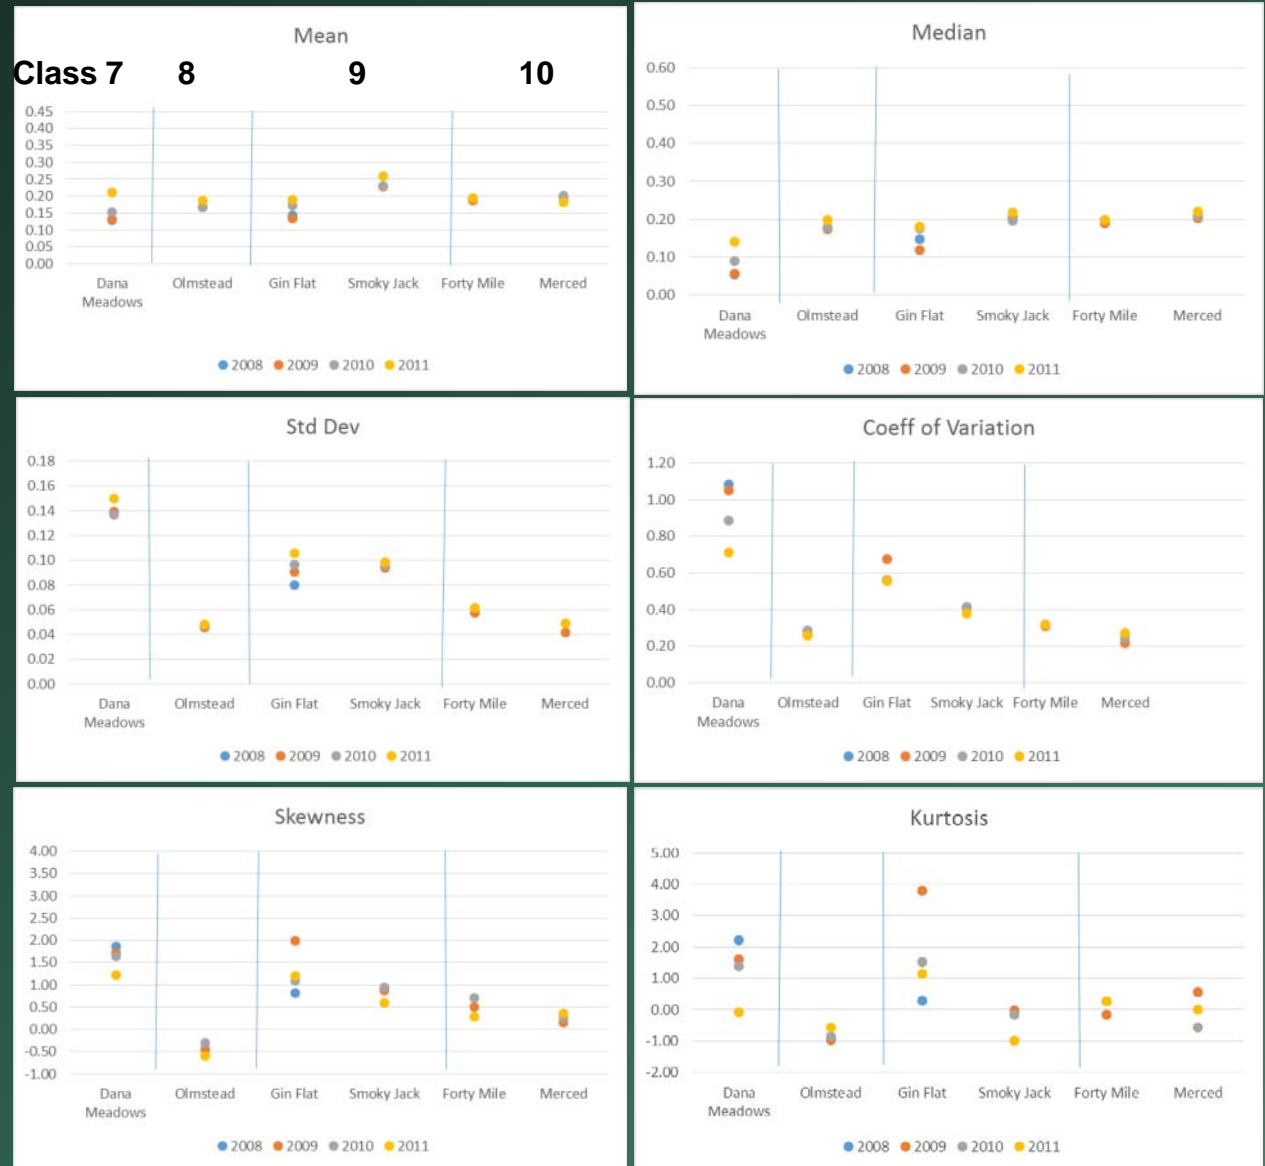 Mean
Class 7 8 9 10
0.45
0.40
0.35
0.30
0.25
0.20
0.15
0.10
0.05
0.00
Dana Meadows Olmstead Gin Flat Smoky Jack Forty Mile Merced
2008 2009 2010 2011
Median
0.60
0.50
0.40
0.30
0.20
0.10
0.00
Dana Meadows Olmstead Gin Flat Smoky Jack Forty Mile Merced
2008 2009 2010 2011
Std Dev
0.18
0.16
0.14
0.12
0.10
0.08
0.06
0.04
0.02
0.00
Dana Meadows Olmstead Gin Flat Smoky Jack Forty Mile Merced
2008 2009 2010 2011
Coeff of Variation
1.20
1.00
0.80
0.60
0.40
0.20
0.00
Dana Meadows Olmstead Gin Flat Smoky Jack Forty Mile Merced
2008 2009 2010 2011
Skewness
4.00
3.50
3.00
2.50
2.00
1.50
1.00
0.50
0.00
-0.50
-1.00
Dana Meadows Olmstead Gin Flat Smoky Jack Forty Mile Merced
2008 2009 2010 2011
Kurtosis
5.00
4.00
3.00
2.00
1.00
0.00
-1.00
-2.00
Dana Meadows Olmstead Gin Flat Smoky Jack Forty Mile Merced
2008 2009 2010 2011